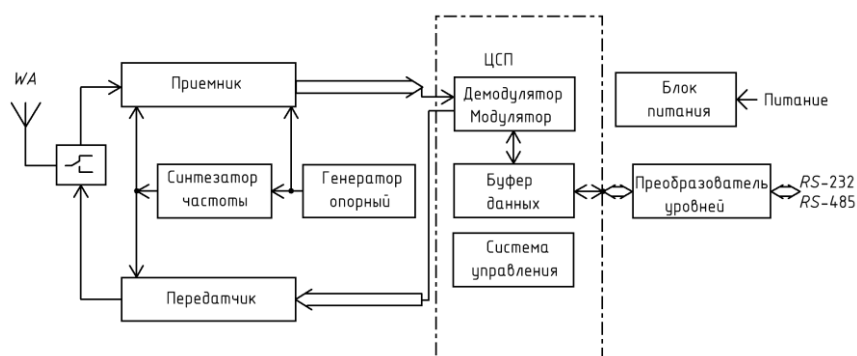 WA
Приемник
ЦСП
Демодулятор
Модулятор
Блок
питания
Питание
Синтезатор
частоты
Генератор
опорный
Буфер
данных
Преобразователь
уровней
RS-232
RS-485
Система
управления
Передатчик